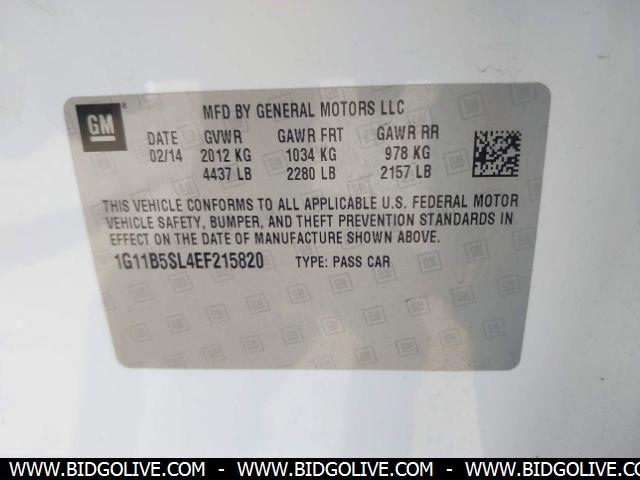 GM
MFD BY GENERAL MOTORS LLC
DATE GVWR GAWR FRT GAWR RR
02/14 2012 KG 1034 KG 978 KG
4437 LB 2280 LB 2157 LB
THIS VEHICLE CONFORMS TO ALL APPLICABLE U.S. FEDERAL MOTOR
VEHICLE SAFETY, BUMPER, AND THEFT PREVENTION STANDARDS IN
EFFECT ON THE DATE OF MANUFACTURE SHOWN ABOVE.
1G11B5SL4EF215820 TYPE: PASS CAR
WWW.BIDGOLIVE.COM - WWW.BIDGOLIVE.COM - WWW.BIDGOLIVE.COM